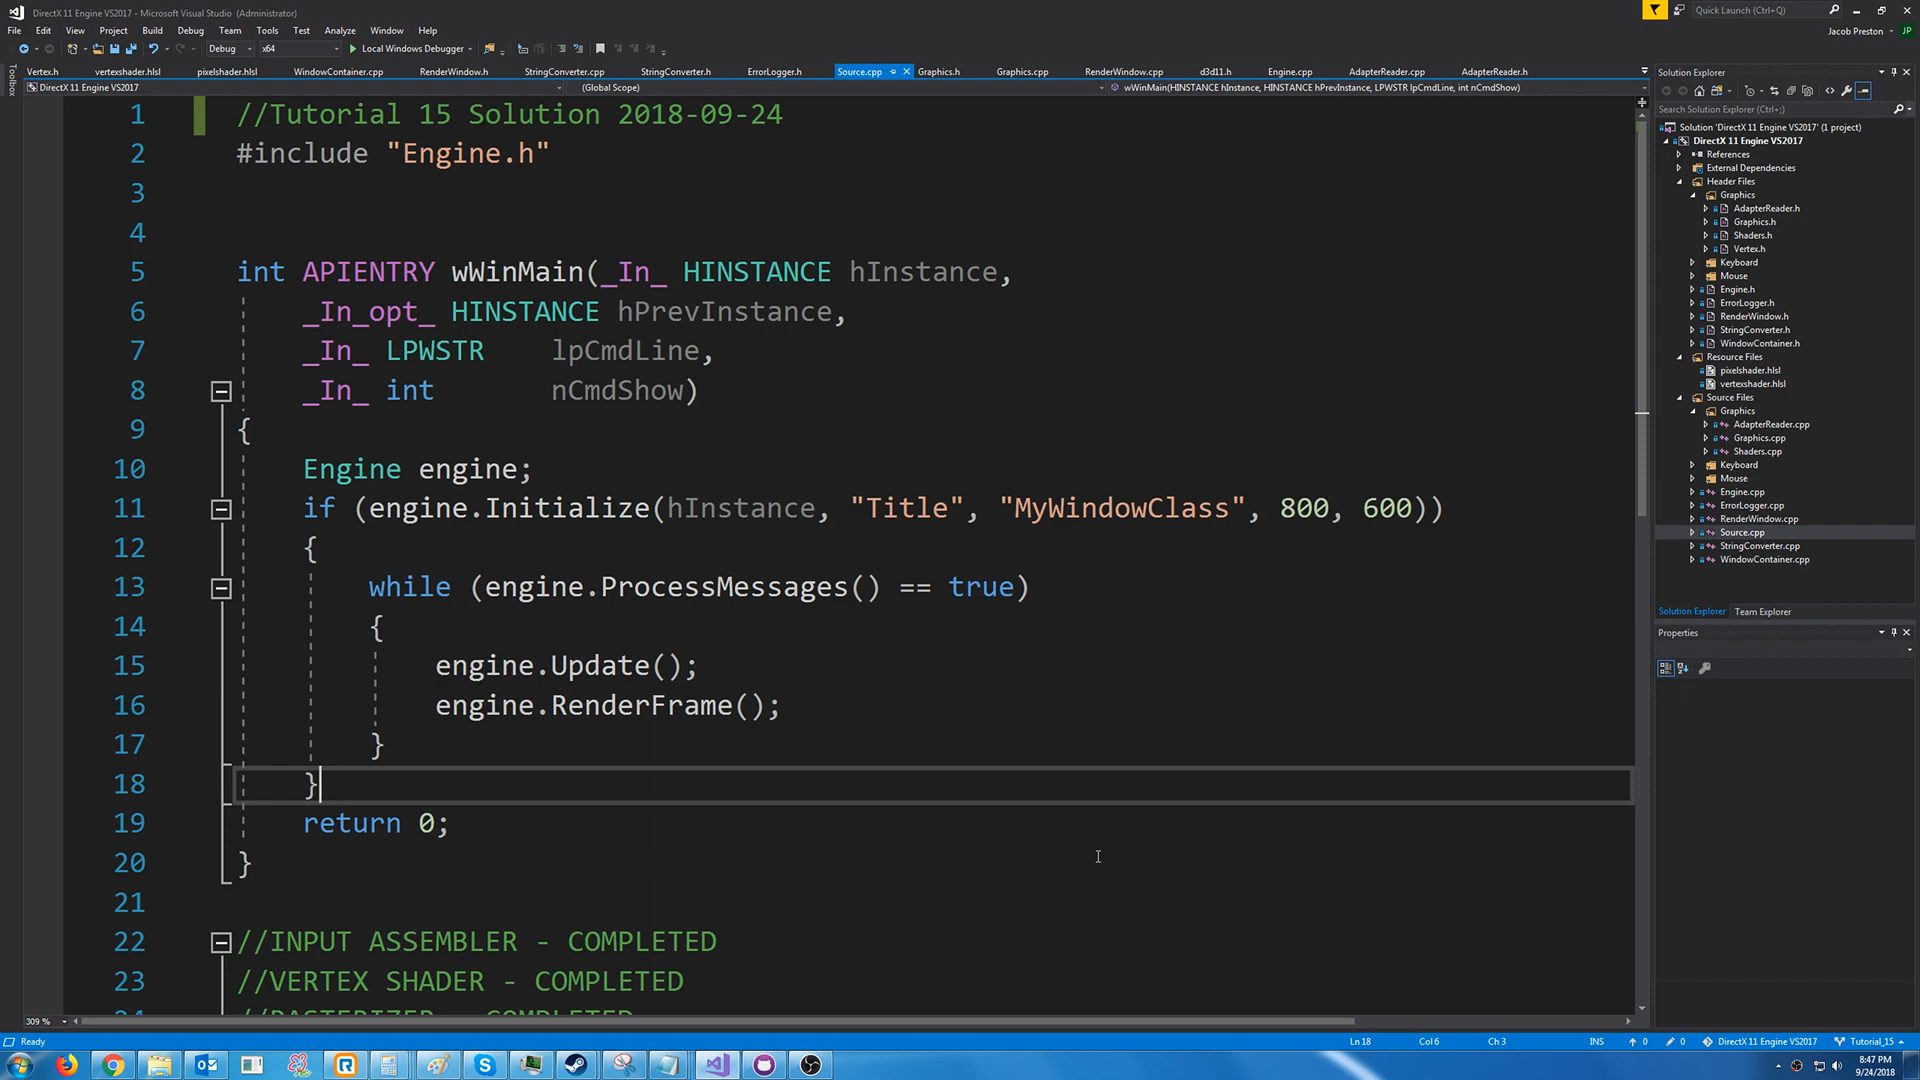 DirectX 11 Engine VS2017 - Microsoft Visual Studio (Administrator)
Quick Launch (Ctrl+Q)
File Edit View Project Build Debug Team Tools Test Analyze Window Help
Jacob Preston JP
Debug x64 Local Windows Debugger
Toolbox
Vertex.h vertexshader.hlsl pixelshader.hlsl WindowContainer.cpp RenderWindow.h StringConverter.cpp StringConverter.h ErrorLogger.h Source.cpp Graphics.h Graphics.cpp RenderWindow.cpp d3d11.h Engine.cpp AdapterReader.cpp AdapterReader.h
DirectX 11 Engine VS2017 (Global Scope) wWinMain(HINSTANCE hInstance, HINSTANCE hPrevInstance, LPWSTR lpCmdLine, int nCmdShow)
1 //Tutorial 15 Solution 2018-09-24
2 #include "Engine.h"
3
4
5 int APIENTRY wWinMain(_In_ HINSTANCE hInstance,
6 _In_opt_ HINSTANCE hPrevInstance,
7 _In_ LPWSTR lpCmdLine,
8 _In_ int nCmdShow)
9 {
10 Engine engine;
11 if (engine.Initialize(hInstance, "Title", "MyWindowClass", 800, 600))
12 {
13 while (engine.ProcessMessages() == true)
14 {
15 engine.Update();
16 engine.RenderFrame();
17 }
18 }
19 return 0;
20 }
21
22 //INPUT ASSEMBLER - COMPLETED
23 //VERTEX SHADER - COMPLETED
24 //RASTERIZER - COMPLETED
309 %
Solution Explorer
Search Solution Explorer (Ctrl+;)
Solution 'DirectX 11 Engine VS2017' (1 project)
DirectX 11 Engine VS2017
References
External Dependencies
Header Files
Graphics
AdapterReader.h
Graphics.h
Shaders.h
Vertex.h
Keyboard
Mouse
Engine.h
ErrorLogger.h
RenderWindow.h
StringConverter.h
WindowContainer.h
Resource Files
pixelshader.hlsl
vertexshader.hlsl
Source Files
Graphics
AdapterReader.cpp
Graphics.cpp
Shaders.cpp
Keyboard
Mouse
Engine.cpp
ErrorLogger.cpp
RenderWindow.cpp
Source.cpp
StringConverter.cpp
WindowContainer.cpp
Solution Explorer Team Explorer
Properties
Ready Ln 18 Col 6 Ch 3 INS 0 0 DirectX 11 Engine VS2017 Tutorial_15
8:47 PM
9/24/2018